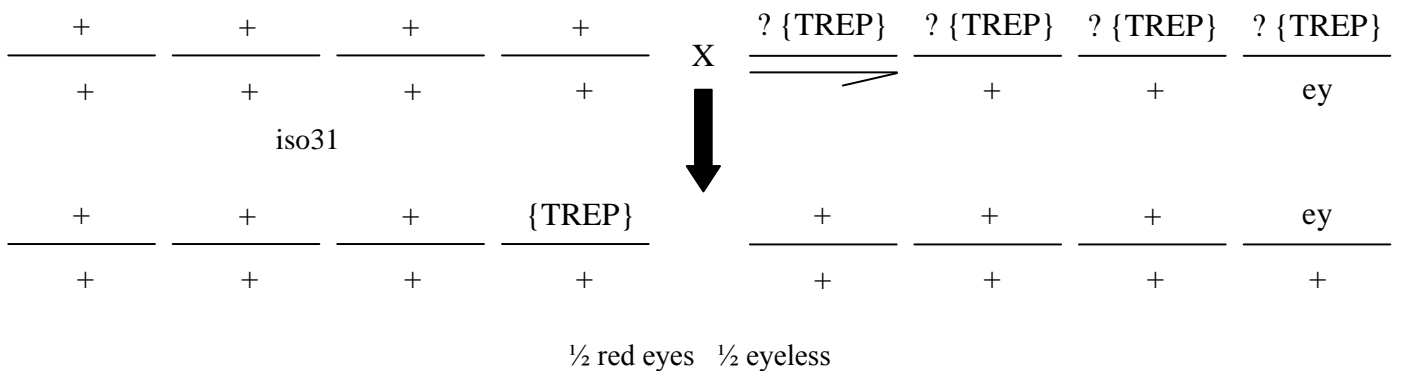 + + + + X ? {TREP} ? {TREP} ? {TREP} ? {TREP}
+ + + + + + ey
iso31
+ + + {TREP} + + + ey
+ + + + + + + +
½ red eyes ½ eyeless